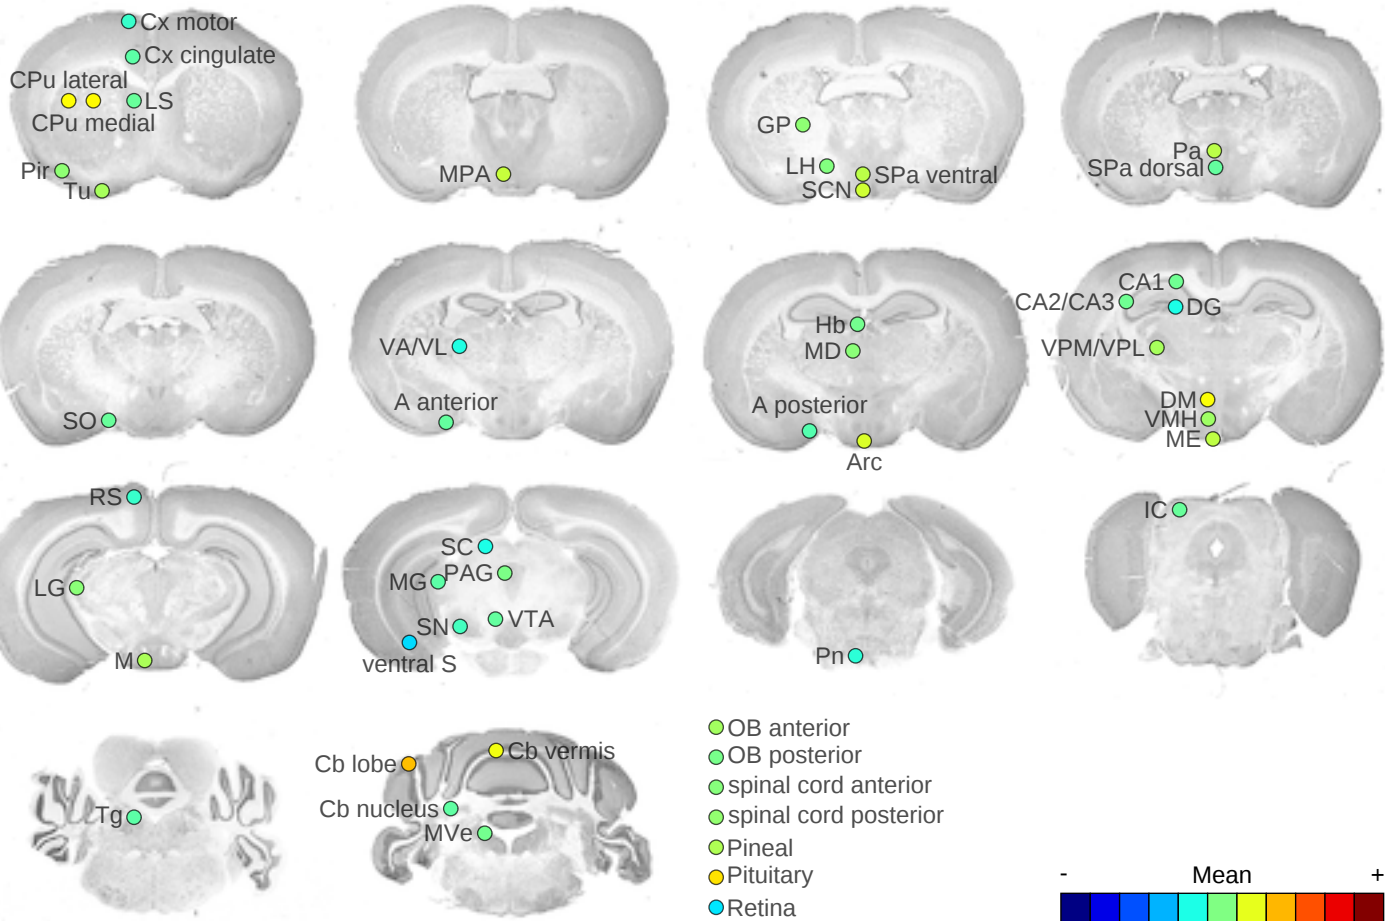 Cx motor
Cx cingulate
CPu lateral
LS
CPu medial
Pir
Tu
MPA
GP
LH
SPa ventral
SCN
Pa
SPa dorsal
SO
VA/VL
A anterior
Hb
MD
A posterior
Arc
CA1
CA2/CA3
DG
VPM/VPL
DM
VMH
ME
RS
LG
M
SC
MG
PAG
SN
VTA
ventral S
Pn
IC
Tg
Cb lobe
Cb vermis
Cb nucleus
MVe
OB anterior
OB posterior
spinal cord anterior
spinal cord posterior
Pineal
Pituitary
Retina
- Mean +